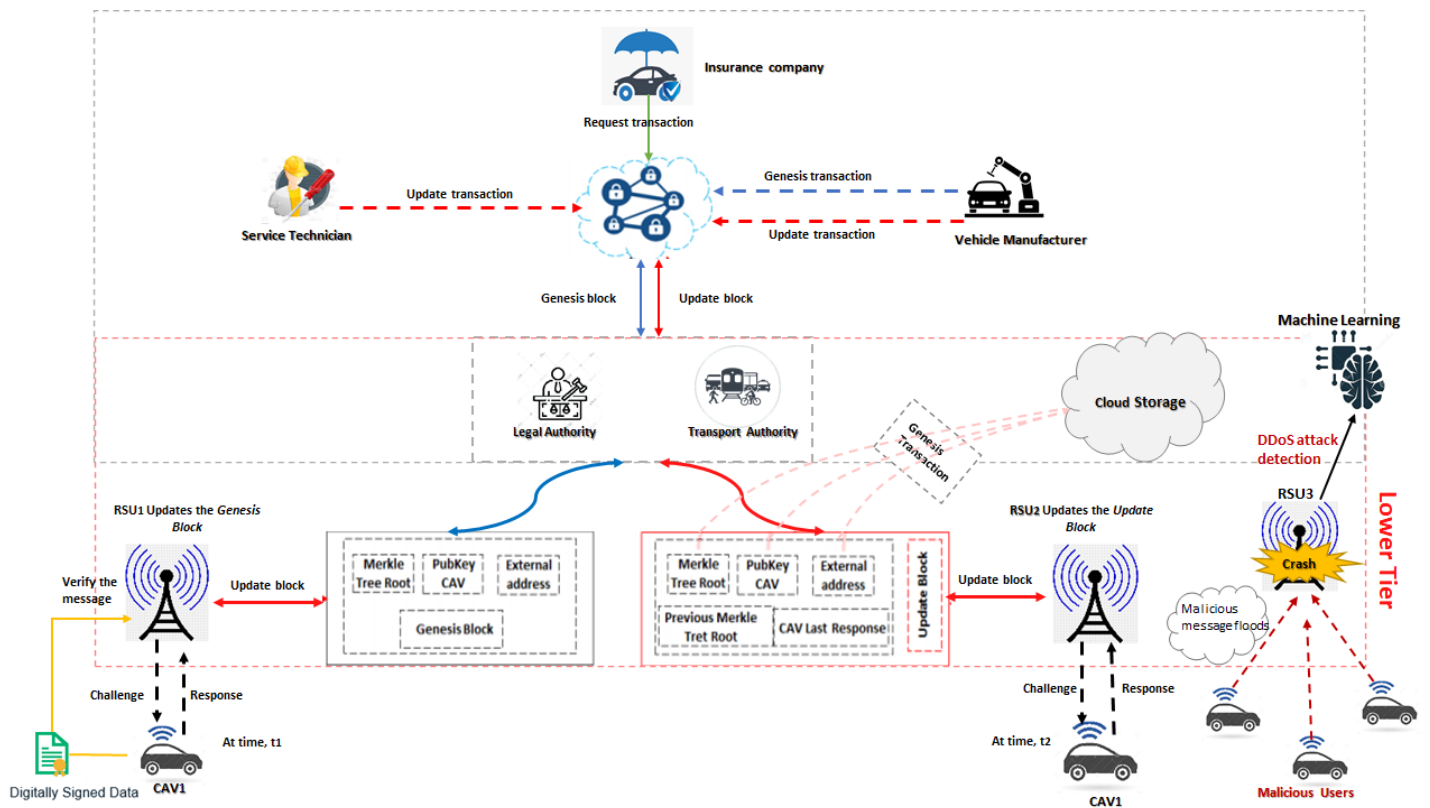 Insurance company
Request transaction
Genesis transaction
Update transaction
Update transaction
Service Technician
Vehicle Manufacturer
Genesis block
Update block
Machine Learning
Legal Authority
Transport Authority
Cloud Storage
Genesis
Transaction
DDoS attack
detection
RSU1 Updates the Genesis
Block
RSU2 Updates the Update
Block
RSU3
Crash
Lower Tier
Verify the
message
Update block
Merkle
Tree Root
PubKey
CAV
External
address
Genesis Block
Merkle
Tree Root
PubKey
CAV
External
address
Previous Merkle
Tret Root
CAV Last Response
Update Block
Update block
Malicious
message floods
Challenge
Response
At time, t1
Challenge
Response
At time, t2
Digitally Signed Data
CAV1
CAV1
Malicious Users